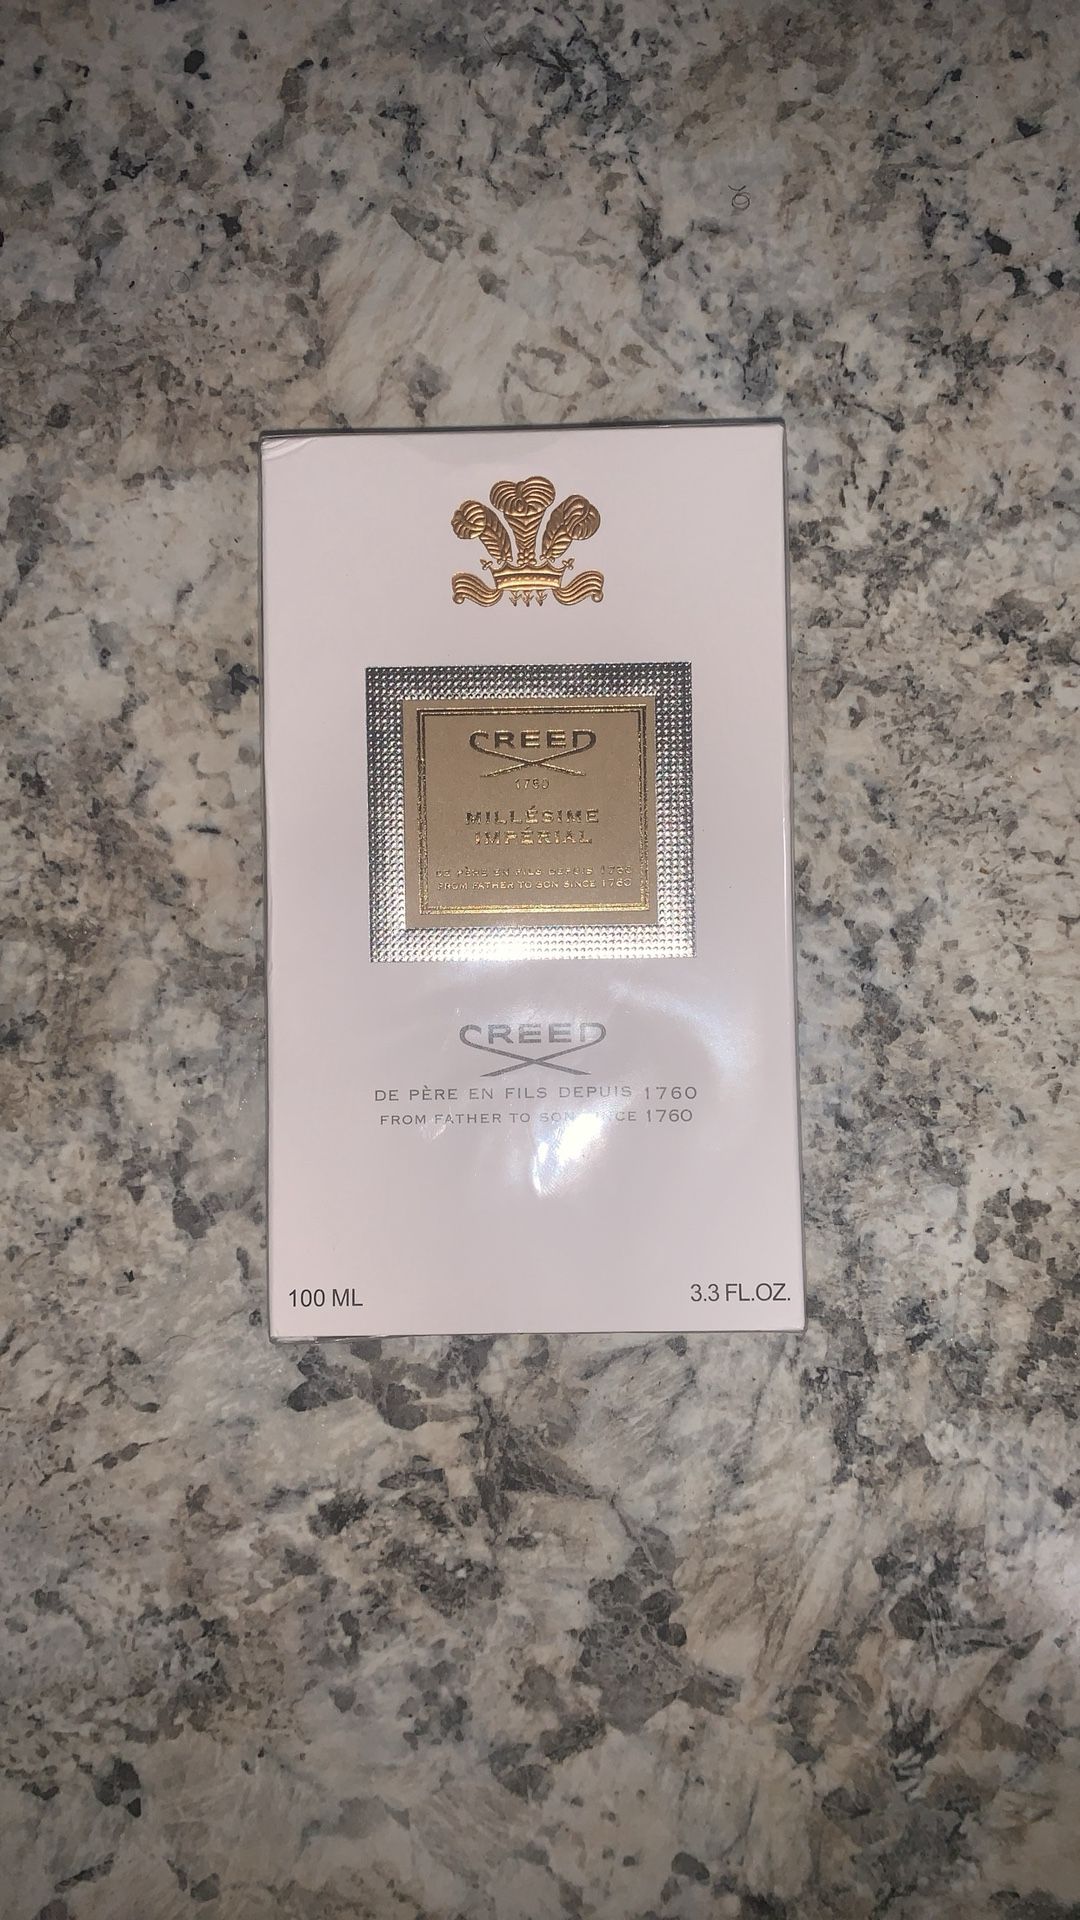 CREED
1760
MILLÉSIME
IMPÉRIAL
DE PÈRE EN FILS DEPUIS 1760
FROM FATHER TO SON SINCE 1760
CREED
DE PÈRE EN FILS DEPUIS 1760
FROM FATHER TO SON SINCE 1760
100 ML
3.3 FL.OZ.